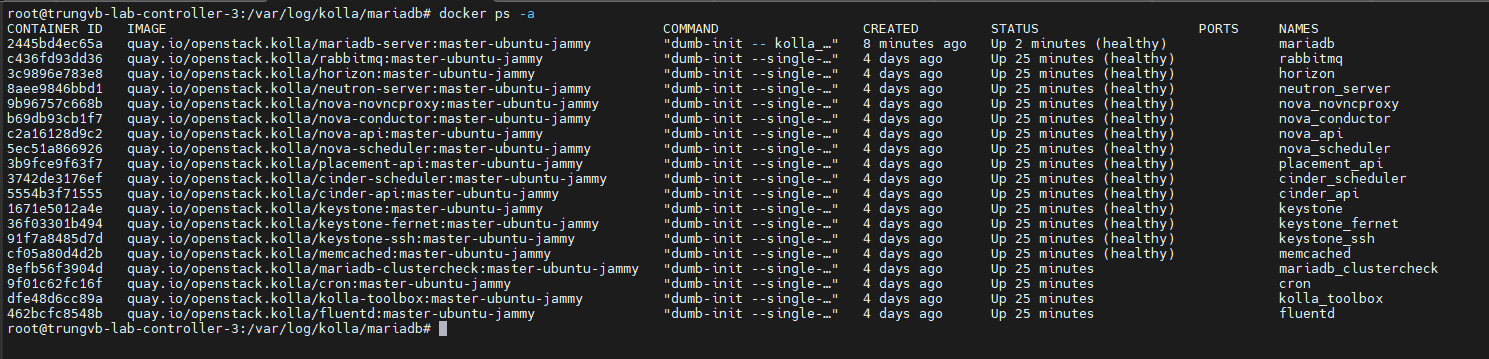 root@trungvb-lab-controller-3:/var/log/kolla/mariadb# docker ps -a
CONTAINER ID   IMAGE                                                              COMMAND                  CREATED         STATUS                    PORTS     NAMES
2445bd4ec65a   quay.io/openstack.kolla/mariadb-server:master-ubuntu-jammy         "dumb-init -- kolla_…"   8 minutes ago   Up 2 minutes (healthy)              mariadb
c436fd93dd36   quay.io/openstack.kolla/rabbitmq:master-ubuntu-jammy               "dumb-init --single-…"   4 days ago      Up 25 minutes (healthy)             rabbitmq
3c9896e783e8   quay.io/openstack.kolla/horizon:master-ubuntu-jammy                "dumb-init --single-…"   4 days ago      Up 25 minutes (healthy)             horizon
8aee9846bbd1   quay.io/openstack.kolla/neutron-server:master-ubuntu-jammy         "dumb-init --single-…"   4 days ago      Up 25 minutes (healthy)             neutron_server
9b96757c668b   quay.io/openstack.kolla/nova-novncproxy:master-ubuntu-jammy        "dumb-init --single-…"   4 days ago      Up 25 minutes (healthy)             nova_novncproxy
b69db93cb1f7   quay.io/openstack.kolla/nova-conductor:master-ubuntu-jammy         "dumb-init --single-…"   4 days ago      Up 25 minutes (healthy)             nova_conductor
c2a16128d9c2   quay.io/openstack.kolla/nova-api:master-ubuntu-jammy               "dumb-init --single-…"   4 days ago      Up 25 minutes (healthy)             nova_api
5ec51a866926   quay.io/openstack.kolla/nova-scheduler:master-ubuntu-jammy         "dumb-init --single-…"   4 days ago      Up 25 minutes (healthy)             nova_scheduler
3b9fce9f63f7   quay.io/openstack.kolla/placement-api:master-ubuntu-jammy          "dumb-init --single-…"   4 days ago      Up 25 minutes (healthy)             placement_api
3742de3176ef   quay.io/openstack.kolla/cinder-scheduler:master-ubuntu-jammy       "dumb-init --single-…"   4 days ago      Up 25 minutes (healthy)             cinder_scheduler
5554b3f71555   quay.io/openstack.kolla/cinder-api:master-ubuntu-jammy             "dumb-init --single-…"   4 days ago      Up 25 minutes (healthy)             cinder_api
1671e5012a4e   quay.io/openstack.kolla/keystone:master-ubuntu-jammy               "dumb-init --single-…"   4 days ago      Up 25 minutes (healthy)             keystone
36f03301b494   quay.io/openstack.kolla/keystone-fernet:master-ubuntu-jammy        "dumb-init --single-…"   4 days ago      Up 25 minutes (healthy)             keystone_fernet
91f7a8485d7d   quay.io/openstack.kolla/keystone-ssh:master-ubuntu-jammy           "dumb-init --single-…"   4 days ago      Up 25 minutes (healthy)             keystone_ssh
cf05a80d4d2b   quay.io/openstack.kolla/memcached:master-ubuntu-jammy              "dumb-init --single-…"   4 days ago      Up 25 minutes (healthy)             memcached
8efb56f3904d   quay.io/openstack.kolla/mariadb-clustercheck:master-ubuntu-jammy   "dumb-init --single-…"   4 days ago      Up 25 minutes                       mariadb_clustercheck
9f01c62fc16f   quay.io/openstack.kolla/cron:master-ubuntu-jammy                   "dumb-init --single-…"   4 days ago      Up 25 minutes                       cron
dfe48d6cc89a   quay.io/openstack.kolla/kolla-toolbox:master-ubuntu-jammy          "dumb-init --single-…"   4 days ago      Up 25 minutes                       kolla_toolbox
462bcfc8548b   quay.io/openstack.kolla/fluentd:master-ubuntu-jammy                "dumb-init --single-…"   4 days ago      Up 25 minutes                       fluentd
root@trungvb-lab-controller-3:/var/log/kolla/mariadb#